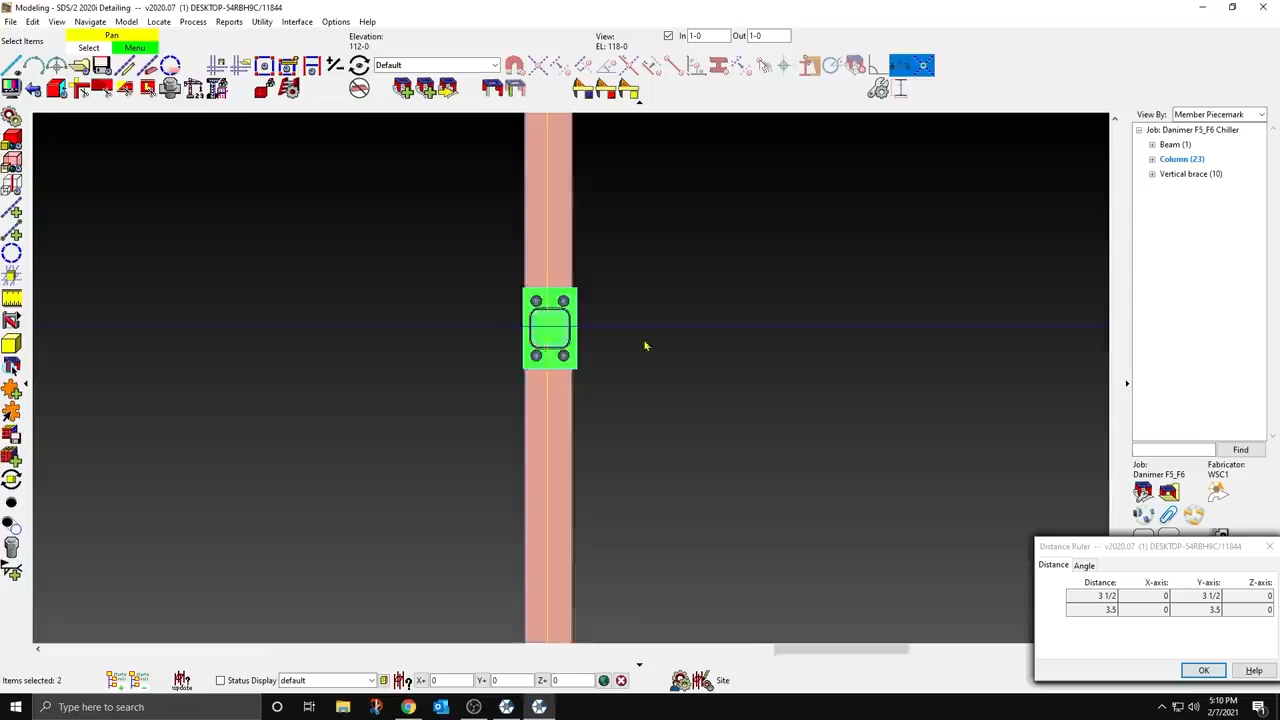 Modeling - SDS/2 2020i Detailing -- v2020.07 (1) DESKTOP-54RBH9C/11844
File Edit View Navigate Model Locate Process Reports Utility Interface Options Help
Select Items
Pan
Select Menu
Elevation:
112-0
View:
EL: 118-0
In 1-0 Out 1-0
Default
View By: Member Piecemark
Job: Danimer F5_F6 Chiller
Beam (1)
Column (23)
Vertical brace (10)
Find
Job:
Danimer F5_F6
Fabricator:
WSC1
Distance Ruler -- v2020.07 (1) DESKTOP-54RBH9C/11844
Distance Angle
Distance: X-axis: Y-axis: Z-axis:
3 1/2 0 3 1/2 0
3.5 0 3.5 0
OK Help
Items selected: 2
Update
Status Display default
X+ 0 Y+ 0 Z+ 0
Site
Type here to search
5:10 PM
2/7/2021